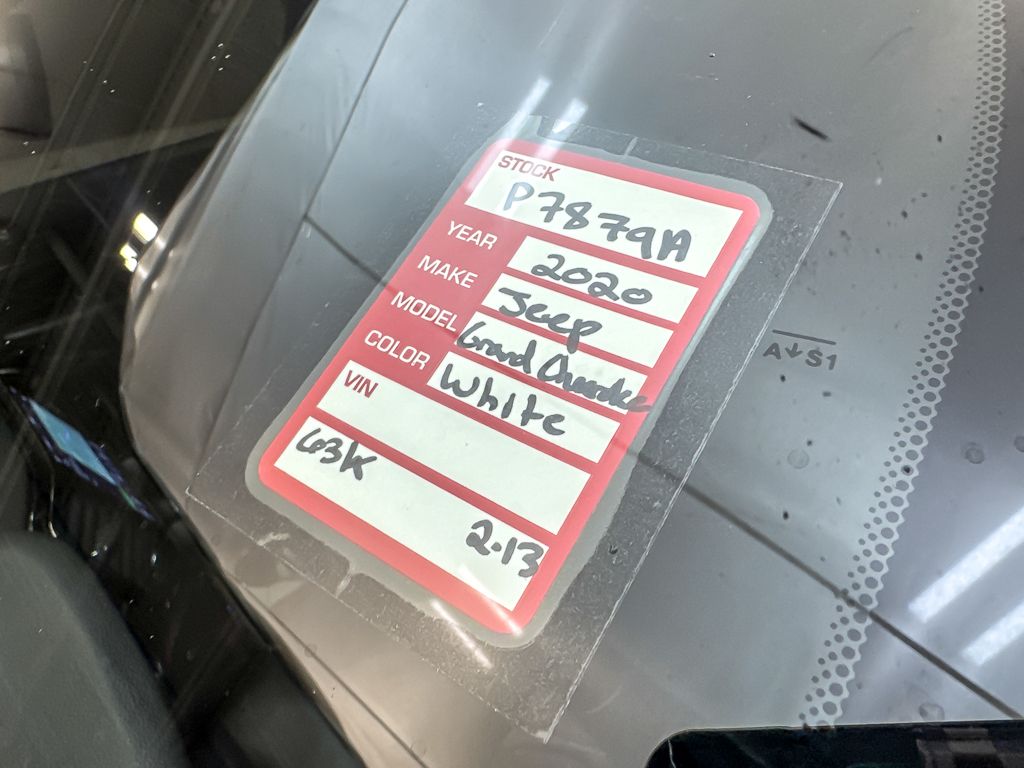 STOCK
P7879A
YEAR 2020
MAKE Jeep
MODEL Grand Cherokee
COLOR White
VIN
63K
2.13
A↓S1